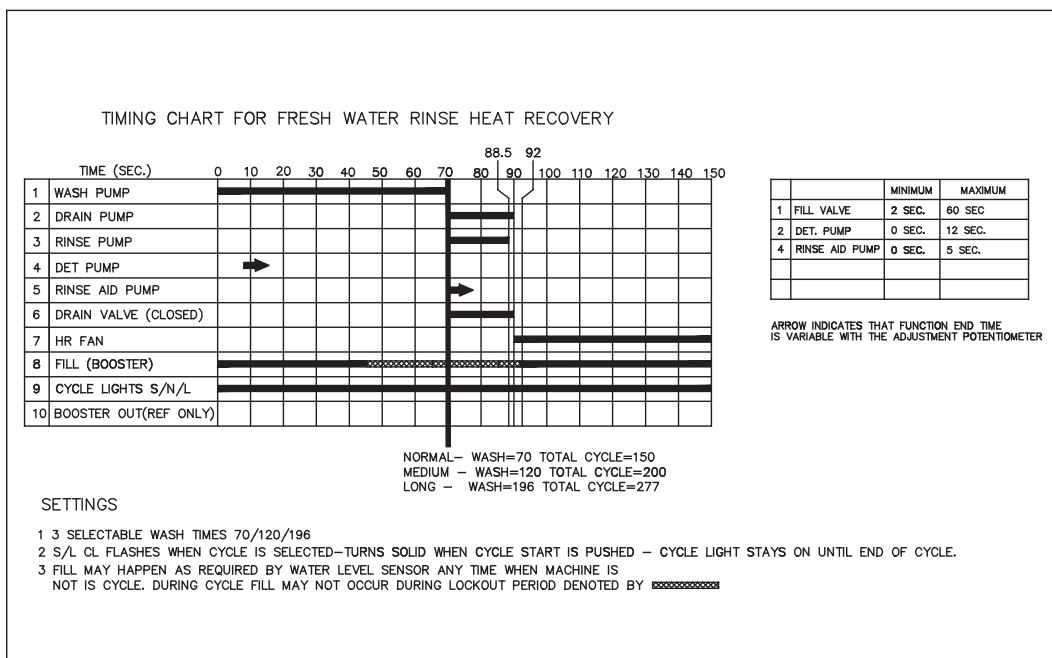 TIMING CHART FOR FRESH WATER RINSE HEAT RECOVERY
88.5 92
TIME (SEC.) 0 10 20 30 40 50 60 70 80 90 100 110 120 130 140 150
1 WASH PUMP
2 DRAIN PUMP
3 RINSE PUMP
4 DET PUMP
5 RINSE AID PUMP
6 DRAIN VALVE (CLOSED)
7 HR FAN
8 FILL (BOOSTER)
9 CYCLE LIGHTS S/N/L
10 BOOSTER OUT(REF ONLY)
MINIMUM MAXIMUM
1 FILL VALVE 2 SEC. 60 SEC
2 DET. PUMP 0 SEC. 12 SEC.
4 RINSE AID PUMP 0 SEC. 5 SEC.
ARROW INDICATES THAT FUNCTION END TIME
IS VARIABLE WITH THE ADJUSTMENT POTENTIOMETER
NORMAL– WASH=70 TOTAL CYCLE=150
MEDIUM – WASH=120 TOTAL CYCLE=200
LONG – WASH=196 TOTAL CYCLE=277
SETTINGS
1 3 SELECTABLE WASH TIMES 70/120/196
2 S/L CL FLASHES WHEN CYCLE IS SELECTED–TURNS SOLID WHEN CYCLE START IS PUSHED – CYCLE LIGHT STAYS ON UNTIL END OF CYCLE.
3 FILL MAY HAPPEN AS REQUIRED BY WATER LEVEL SENSOR ANY TIME WHEN MACHINE IS
NOT IS CYCLE. DURING CYCLE FILL MAY NOT OCCUR DURING LOCKOUT PERIOD DENOTED BY